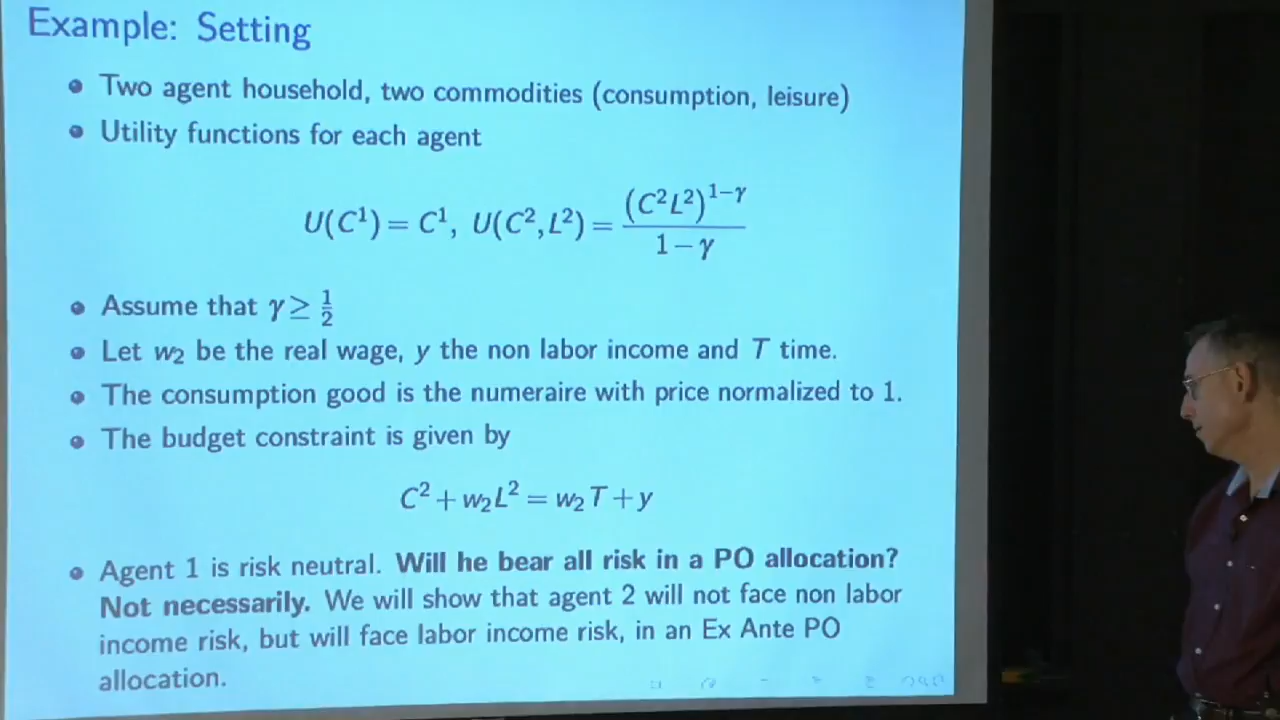 Example: Setting
Two agent household, two commodities (consumption, leisure)
Utility functions for each agent
U(C¹) = C¹, U(C²,L²) = (C²L²)^{1−γ} / 1−γ
Assume that γ ≥ 1/2
Let w₂ be the real wage, y the non labor income and T time.
The consumption good is the numeraire with price normalized to 1.
The budget constraint is given by
C² + w₂L² = w₂T + y
Agent 1 is risk neutral. Will he bear all risk in a PO allocation?
Not necessarily. We will show that agent 2 will not face non labor
income risk, but will face labor income risk, in an Ex Ante PO
allocation.